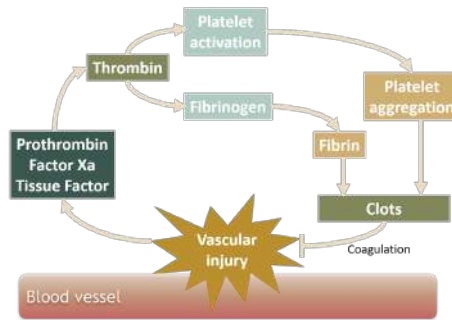 Platelet
activation
Thrombin
Platelet
aggregation
Fibrinogen
Prothrombin
Factor Xa
Tissue Factor
Fibrin
Clots
Vascular
injury
Coagulation
Blood vessel